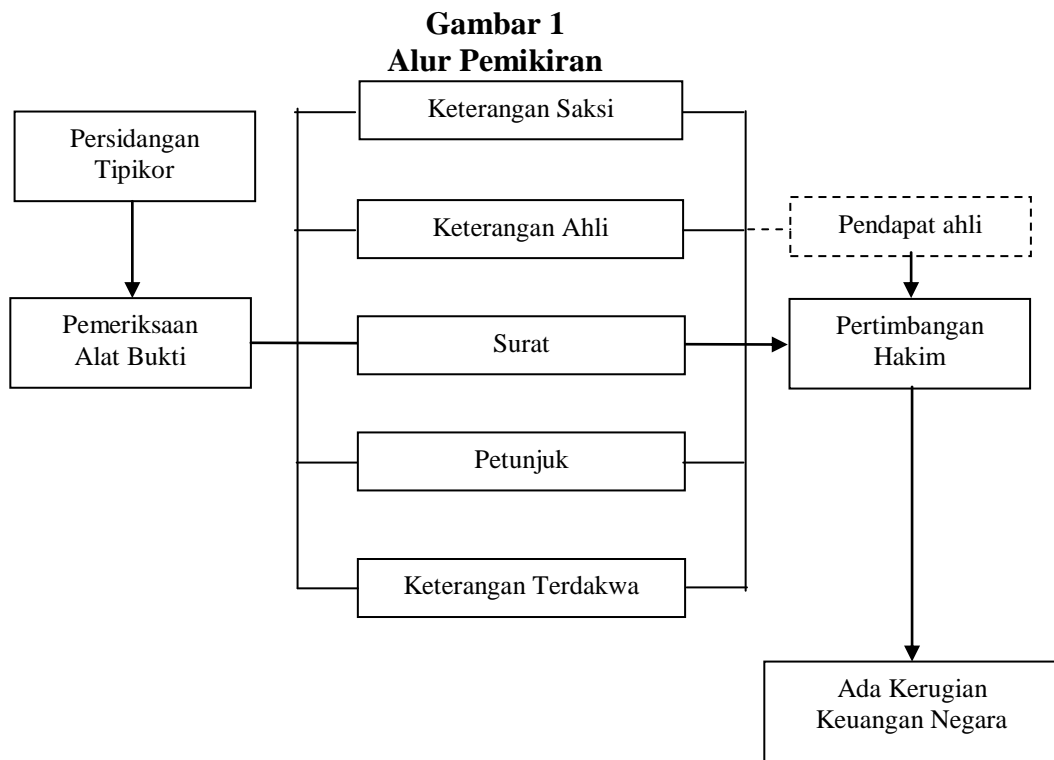 Gambar 1
Alur Pemikiran
Keterangan Saksi
Persidangan
Tipikor
Keterangan Ahli
Pendapat ahli
Pemeriksaan
Alat Bukti
Surat
Pertimbangan
Hakim
Petunjuk
Keterangan Terdakwa
Ada Kerugian
Keuangan Negara